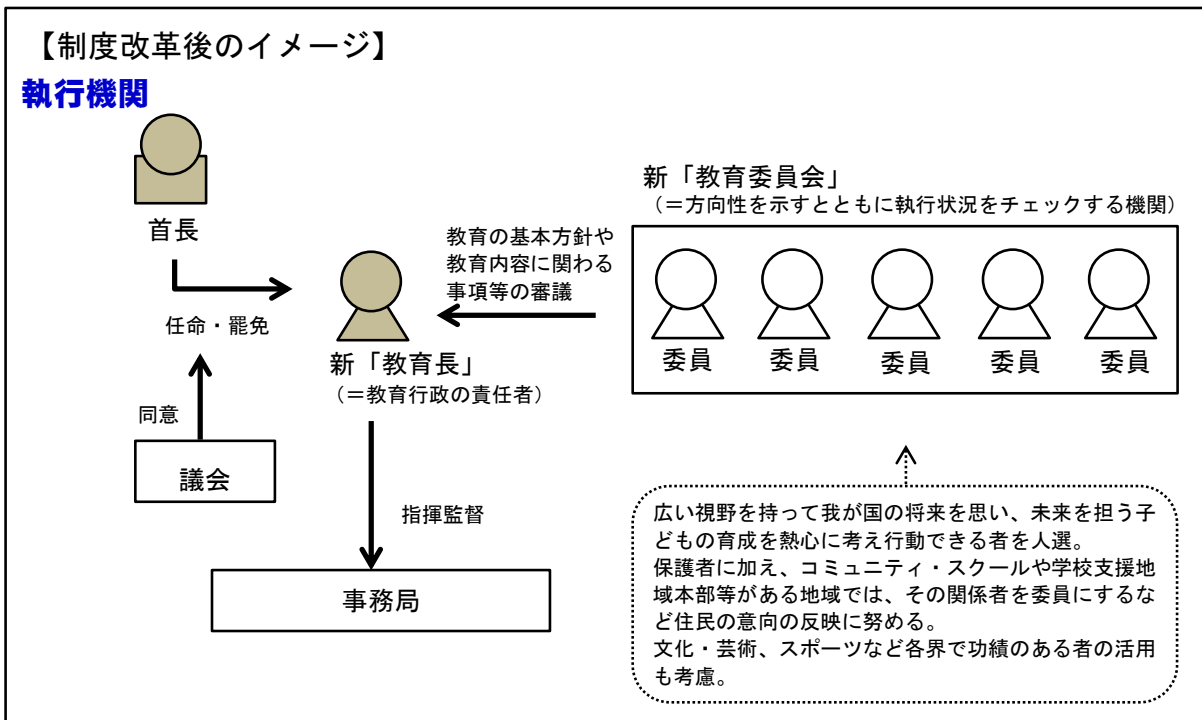 【制度改革後のイメージ】
執行機関
首長
任命・罷免
同意
議会
新「教育長」
（＝教育行政の責任者）
指揮監督
事務局
教育の基本方針や
教育内容に関わる
事項等の審議
新「教育委員会」
（＝方向性を示すとともに執行状況をチェックする機関）
委員
委員
委員
委員
委員
広い視野を持って我が国の将来を思い、未来を担う子
どもの育成を熱心に考え行動できる者を人選。
保護者に加え、コミュニティ・スクールや学校支援地
域本部等がある地域では、その関係者を委員にするな
ど住民の意向の反映に努める。
文化・芸術、スポーツなど各界で功績のある者の活用
も考慮。